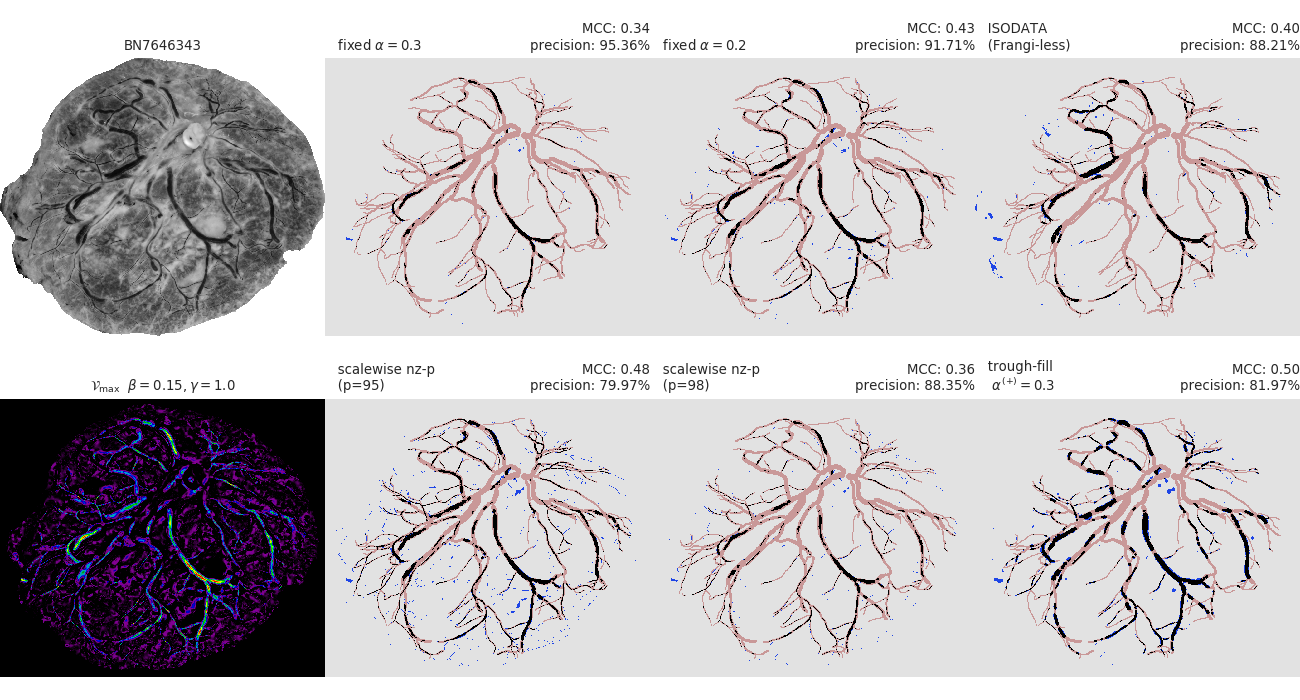 BN7646343
fixed α = 0.3
MCC: 0.34
precision: 95.36%
fixed α = 0.2
MCC: 0.43
precision: 91.71%
ISODATA
(Frangi-less)
MCC: 0.40
precision: 88.21%
𝒱max β = 0.15, γ = 1.0
scalewise nz-p
(p=95)
MCC: 0.48
precision: 79.97%
scalewise nz-p
(p=98)
MCC: 0.36
precision: 88.35%
trough-fill
α⁽⁺⁾ = 0.3
MCC: 0.50
precision: 81.97%